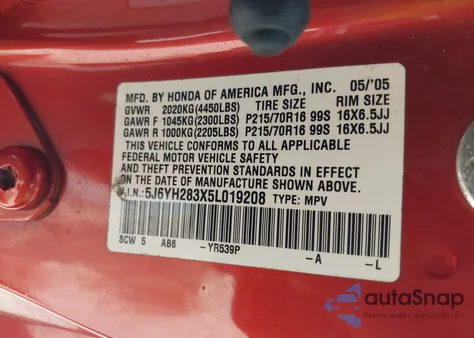 MFD. BY HONDA OF AMERICA MFG., INC. 05/'05
GVWR 2020KG(4450LBS) TIRE SIZE RIM SIZE
GAWR F 1045KG(2300LBS) P215/70R16 99S 16X6.5JJ
GAWR R 1000KG(2205LBS) P215/70R16 99S 16X6.5JJ
THIS VEHICLE CONFORMS TO ALL APPLICABLE
FEDERAL MOTOR VEHICLE SAFETY AND
THEFT PREVENTION STANDARDS IN EFFECT ON
THE DATE OF MANUFACTURE SHOWN ABOVE.
V.I.N.: 5J6YH283X5L019208 TYPE: MPV
SCW 5 AB6 -YR539P -A -L
autoSnap